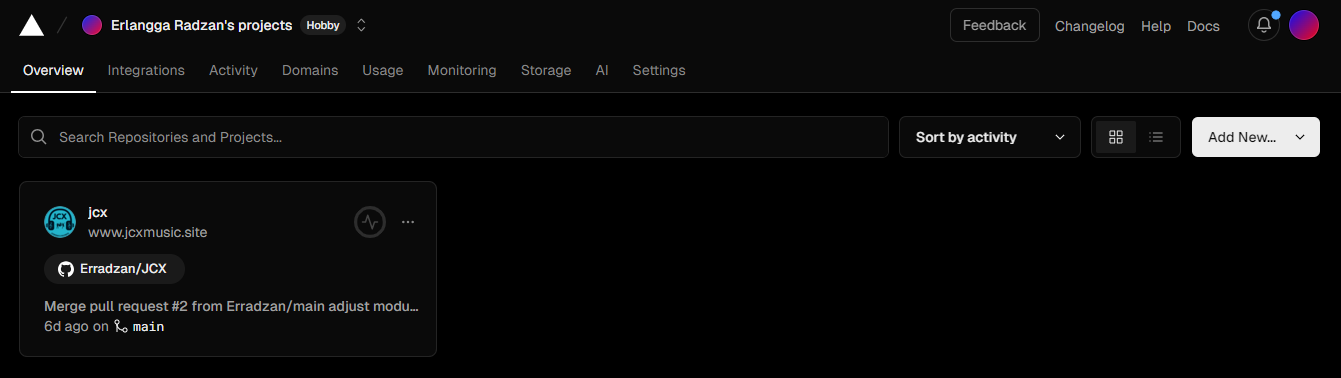 Erlangga Radzan's projects Hobby Feedback Changelog Help Docs
Overview Integrations Activity Domains Usage Monitoring Storage AI Settings
Search Repositories and Projects... Sort by activity Add New...
jcx
www.jcxmusic.site
Erradzan/JCX
Merge pull request #2 from Erradzan/main adjust modu...
6d ago on main
JCX